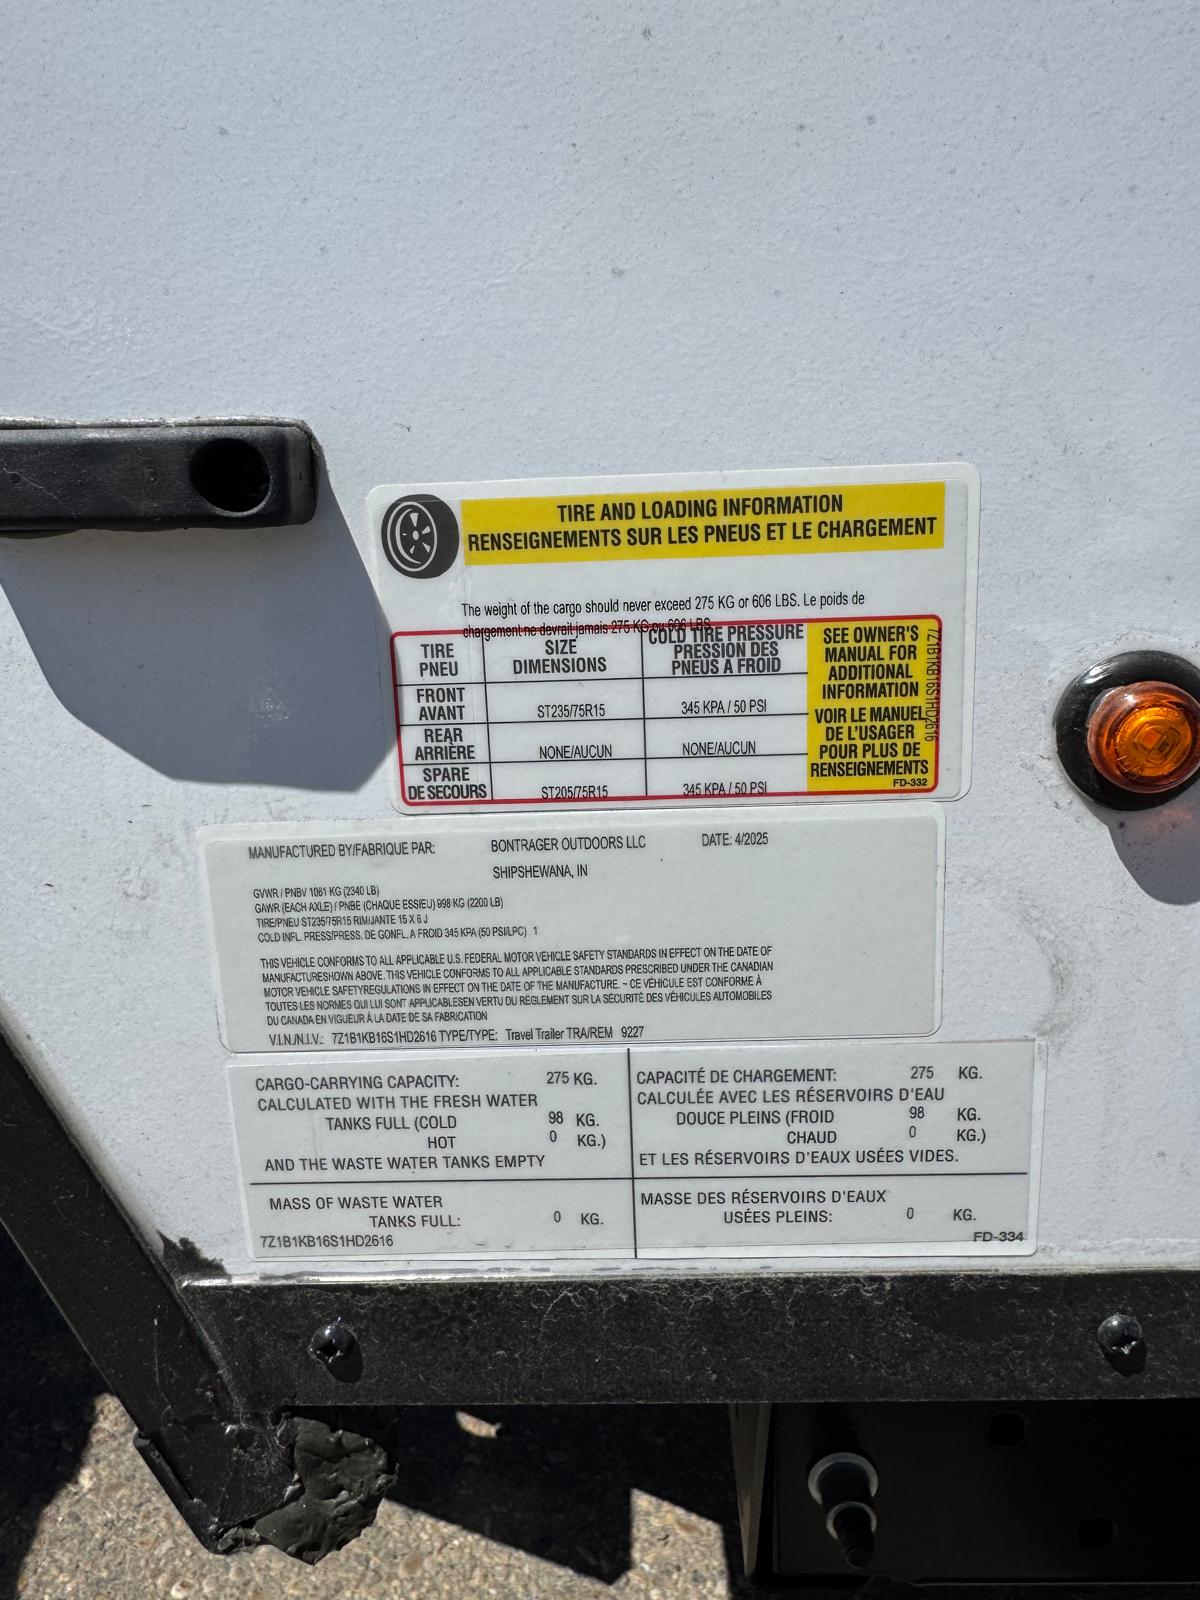 TIRE AND LOADING INFORMATION
RENSEIGNEMENTS SUR LES PNEUS ET LE CHARGEMENT
The weight of the cargo should never exceed 275 KG or 606 LBS. Le poids de
chargement ne devrait jamais 275 KG ou 606 LBS.
TIRE
PNEU
SIZE
DIMENSIONS
COLD TIRE PRESSURE
PRESSION DES
PNEUS A FROID
FRONT
AVANT
ST235/75R15
345 KPA / 50 PSI
REAR
ARRIÈRE
NONE/AUCUN
NONE/AUCUN
SPARE
DE SECOURS
ST205/75R15
345 KPA / 50 PSI
SEE OWNER'S
MANUAL FOR
ADDITIONAL
INFORMATION
VOIR LE MANUEL
DE L'USAGER
POUR PLUS DE
RENSEIGNEMENTS
FD-332
7Z1B1KB16S1HD2616
MANUFACTURED BY/FABRIQUE PAR: BONTRAGER OUTDOORS LLC DATE: 4/2025
SHIPSHEWANA, IN
GVWR / PNBV 1061 KG (2340 LB)
GAWR (EACH AXLE) / PNBE (CHAQUE ESSIEU) 998 KG (2200 LB)
TIRE/PNEU ST235/75R15 RIM/JANTE 15 X 6 J
COLD INFL. PRESS/PRESS. DE GONFL. A FROID 345 KPA (50 PSI/LPC) 1
THIS VEHICLE CONFORMS TO ALL APPLICABLE U.S. FEDERAL MOTOR VEHICLE SAFETY STANDARDS IN EFFECT ON THE DATE OF
MANUFACTURESHOWN ABOVE. THIS VEHICLE CONFORMS TO ALL APPLICABLE STANDARDS PRESCRIBED UNDER THE CANADIAN
MOTOR VEHICLE SAFETYREGULATIONS IN EFFECT ON THE DATE OF THE MANUFACTURE. ~ CE VÉHICULE EST CONFORME À
TOUTES LES NORMES QUI LUI SONT APPLICABLESEN VERTU DU RÈGLEMENT SUR LA SÉCURITÉ DES VÉHICULES AUTOMOBILES
DU CANADA EN VIGUEUR À LA DATE DE SA FABRICATION
V.I.N./N.I.V.: 7Z1B1KB16S1HD2616 TYPE/TYPE: Travel Trailer TRA/REM 9227
CARGO-CARRYING CAPACITY: 275 KG.
CALCULATED WITH THE FRESH WATER
TANKS FULL (COLD 98 KG.
HOT 0 KG.)
AND THE WASTE WATER TANKS EMPTY
CAPACITÉ DE CHARGEMENT: 275 KG.
CALCULÉE AVEC LES RÉSERVOIRS D'EAU
DOUCE PLEINS (FROID 98 KG.
CHAUD 0 KG.)
ET LES RÉSERVOIRS D'EAUX USÉES VIDES.
MASS OF WASTE WATER
TANKS FULL: 0 KG.
7Z1B1KB16S1HD2616
MASSE DES RÉSERVOIRS D'EAUX
USÉES PLEINS: 0 KG.
FD-334